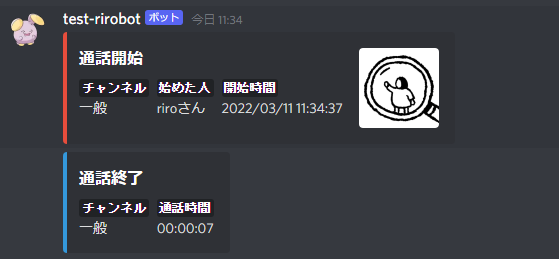 test-rirobot ボット 今日 11:34
通話開始
チャンネル 始めた人 開始時間
一般 riroさん 2022/03/11 11:34:37
通話終了
チャンネル 通話時間
一般 00:00:07